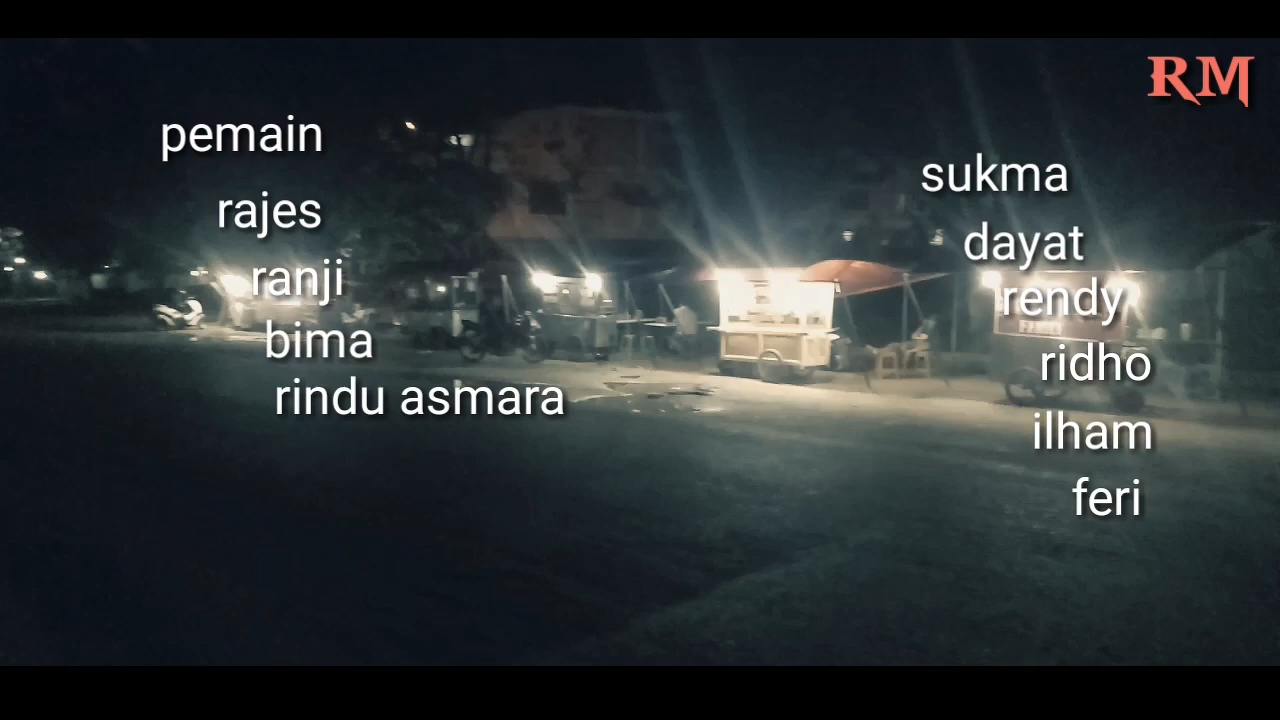 RM
pemain
rajes
ranji
bima
rindu asmara
sukma
dayat
rendy
ridho
ilham
feri